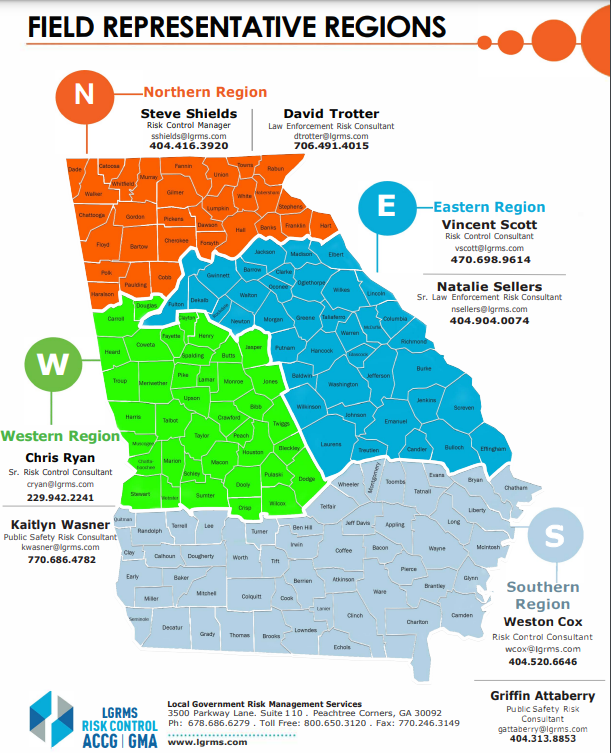 FIELD REPRESENTATIVE REGIONS
N
Northern Region
Steve Shields
Risk Control Manager
sshields@lgrms.com
404.416.3920
David Trotter
Law Enforcement Risk Consultant
dtrotter@lgrms.com
706.491.4015
E
Eastern Region
Vincent Scott
Risk Control Consultant
vscott@lgrms.com
470.698.9614
Natalie Sellers
Sr. Law Enforcement Risk Consultant
nsellers@lgrms.com
404.904.0074
W
Western Region
Chris Ryan
Sr. Risk Control Consultant
cryan@lgrms.com
229.942.2241
Kaitlyn Wasner
Public Safety Risk Consultant
kwasner@lgrms.com
770.686.4782
S
Southern
Region
Weston Cox
Risk Control Consultant
wcox@lgrms.com
404.520.6646
Griffin Attaberry
Public Safety Risk
Consultant
gattaberry@lgrms.com
404.313.8853
Dade
Catoosa
Whitfield
Murray
Fannin
Union
Towns
Rabun
Walker
Gilmer
White
Habersham
Lumpkin
Stephens
Chattooga
Gordon
Pickens
Dawson
Hall
Banks
Franklin
Hart
Floyd
Bartow
Cherokee
Forsyth
Polk
Paulding
Cobb
Haralson
Douglas
Jackson
Madison
Elbert
Gwinnett
Barrow
Clarke
Oconee
Oglethorpe
Wilkes
Lincoln
Fulton
Dekalb
Rockdale
Walton
Newton
Morgan
Greene
Taliaferro
Columbia
McDuffie
Warren
Richmond
Putnam
Hancock
Glascock
Baldwin
Washington
Jefferson
Burke
Wilkinson
Johnson
Jenkins
Screven
Emanuel
Laurens
Treutlen
Candler
Bulloch
Effingham
Carroll
Clayton
Fayette
Henry
Coweta
Spalding
Butts
Jasper
Heard
Troup
Meriwether
Pike
Lamar
Monroe
Jones
Upson
Bibb
Harris
Talbot
Crawford
Twiggs
Taylor
Peach
Muscogee
Houston
Bleckley
Chatta-
hoochee
Marion
Macon
Schley
Pulaski
Dodge
Dooly
Stewart
Webster
Sumter
Crisp
Wilcox
Wheeler
Montgomery
Toombs
Tattnall
Evans
Bryan
Chatham
Telfair
Liberty
Quitman
Randolph
Terrell
Lee
Turner
Ben Hill
Jeff Davis
Appling
Long
Irwin
Coffee
Bacon
Wayne
McIntosh
Clay
Calhoun
Dougherty
Worth
Tift
Pierce
Early
Baker
Berrien
Atkinson
Ware
Brantley
Glynn
Miller
Mitchell
Colquitt
Cook
Lanier
Clinch
Charlton
Camden
Seminole
Decatur
Grady
Thomas
Brooks
Lowndes
Echols
LGRMS
RISK CONTROL
ACCG | GMA
Local Government Risk Management Services
3500 Parkway Lane. Suite 110 . Peachtree Corners, GA 30092
Ph: 678.686.6279 . Toll Free: 800.650.3120 . Fax: 770.246.3149
www.lgrms.com